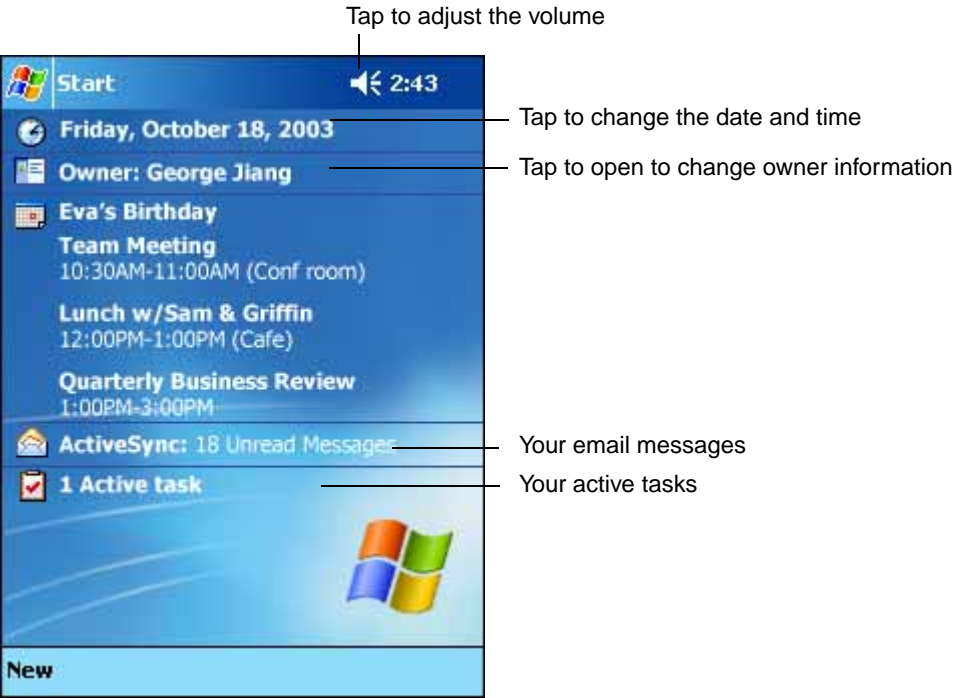 Tap to adjust the volume
Start 2:43
Friday, October 18, 2003
Tap to change the date and time
Owner: George Jiang
Tap to open to change owner information
Eva's Birthday
Team Meeting
10:30AM-11:00AM (Conf room)
Lunch w/Sam & Griffin
12:00PM-1:00PM (Cafe)
Quarterly Business Review
1:00PM-3:00PM
ActiveSync: 18 Unread Messages
Your email messages
1 Active task
Your active tasks
New